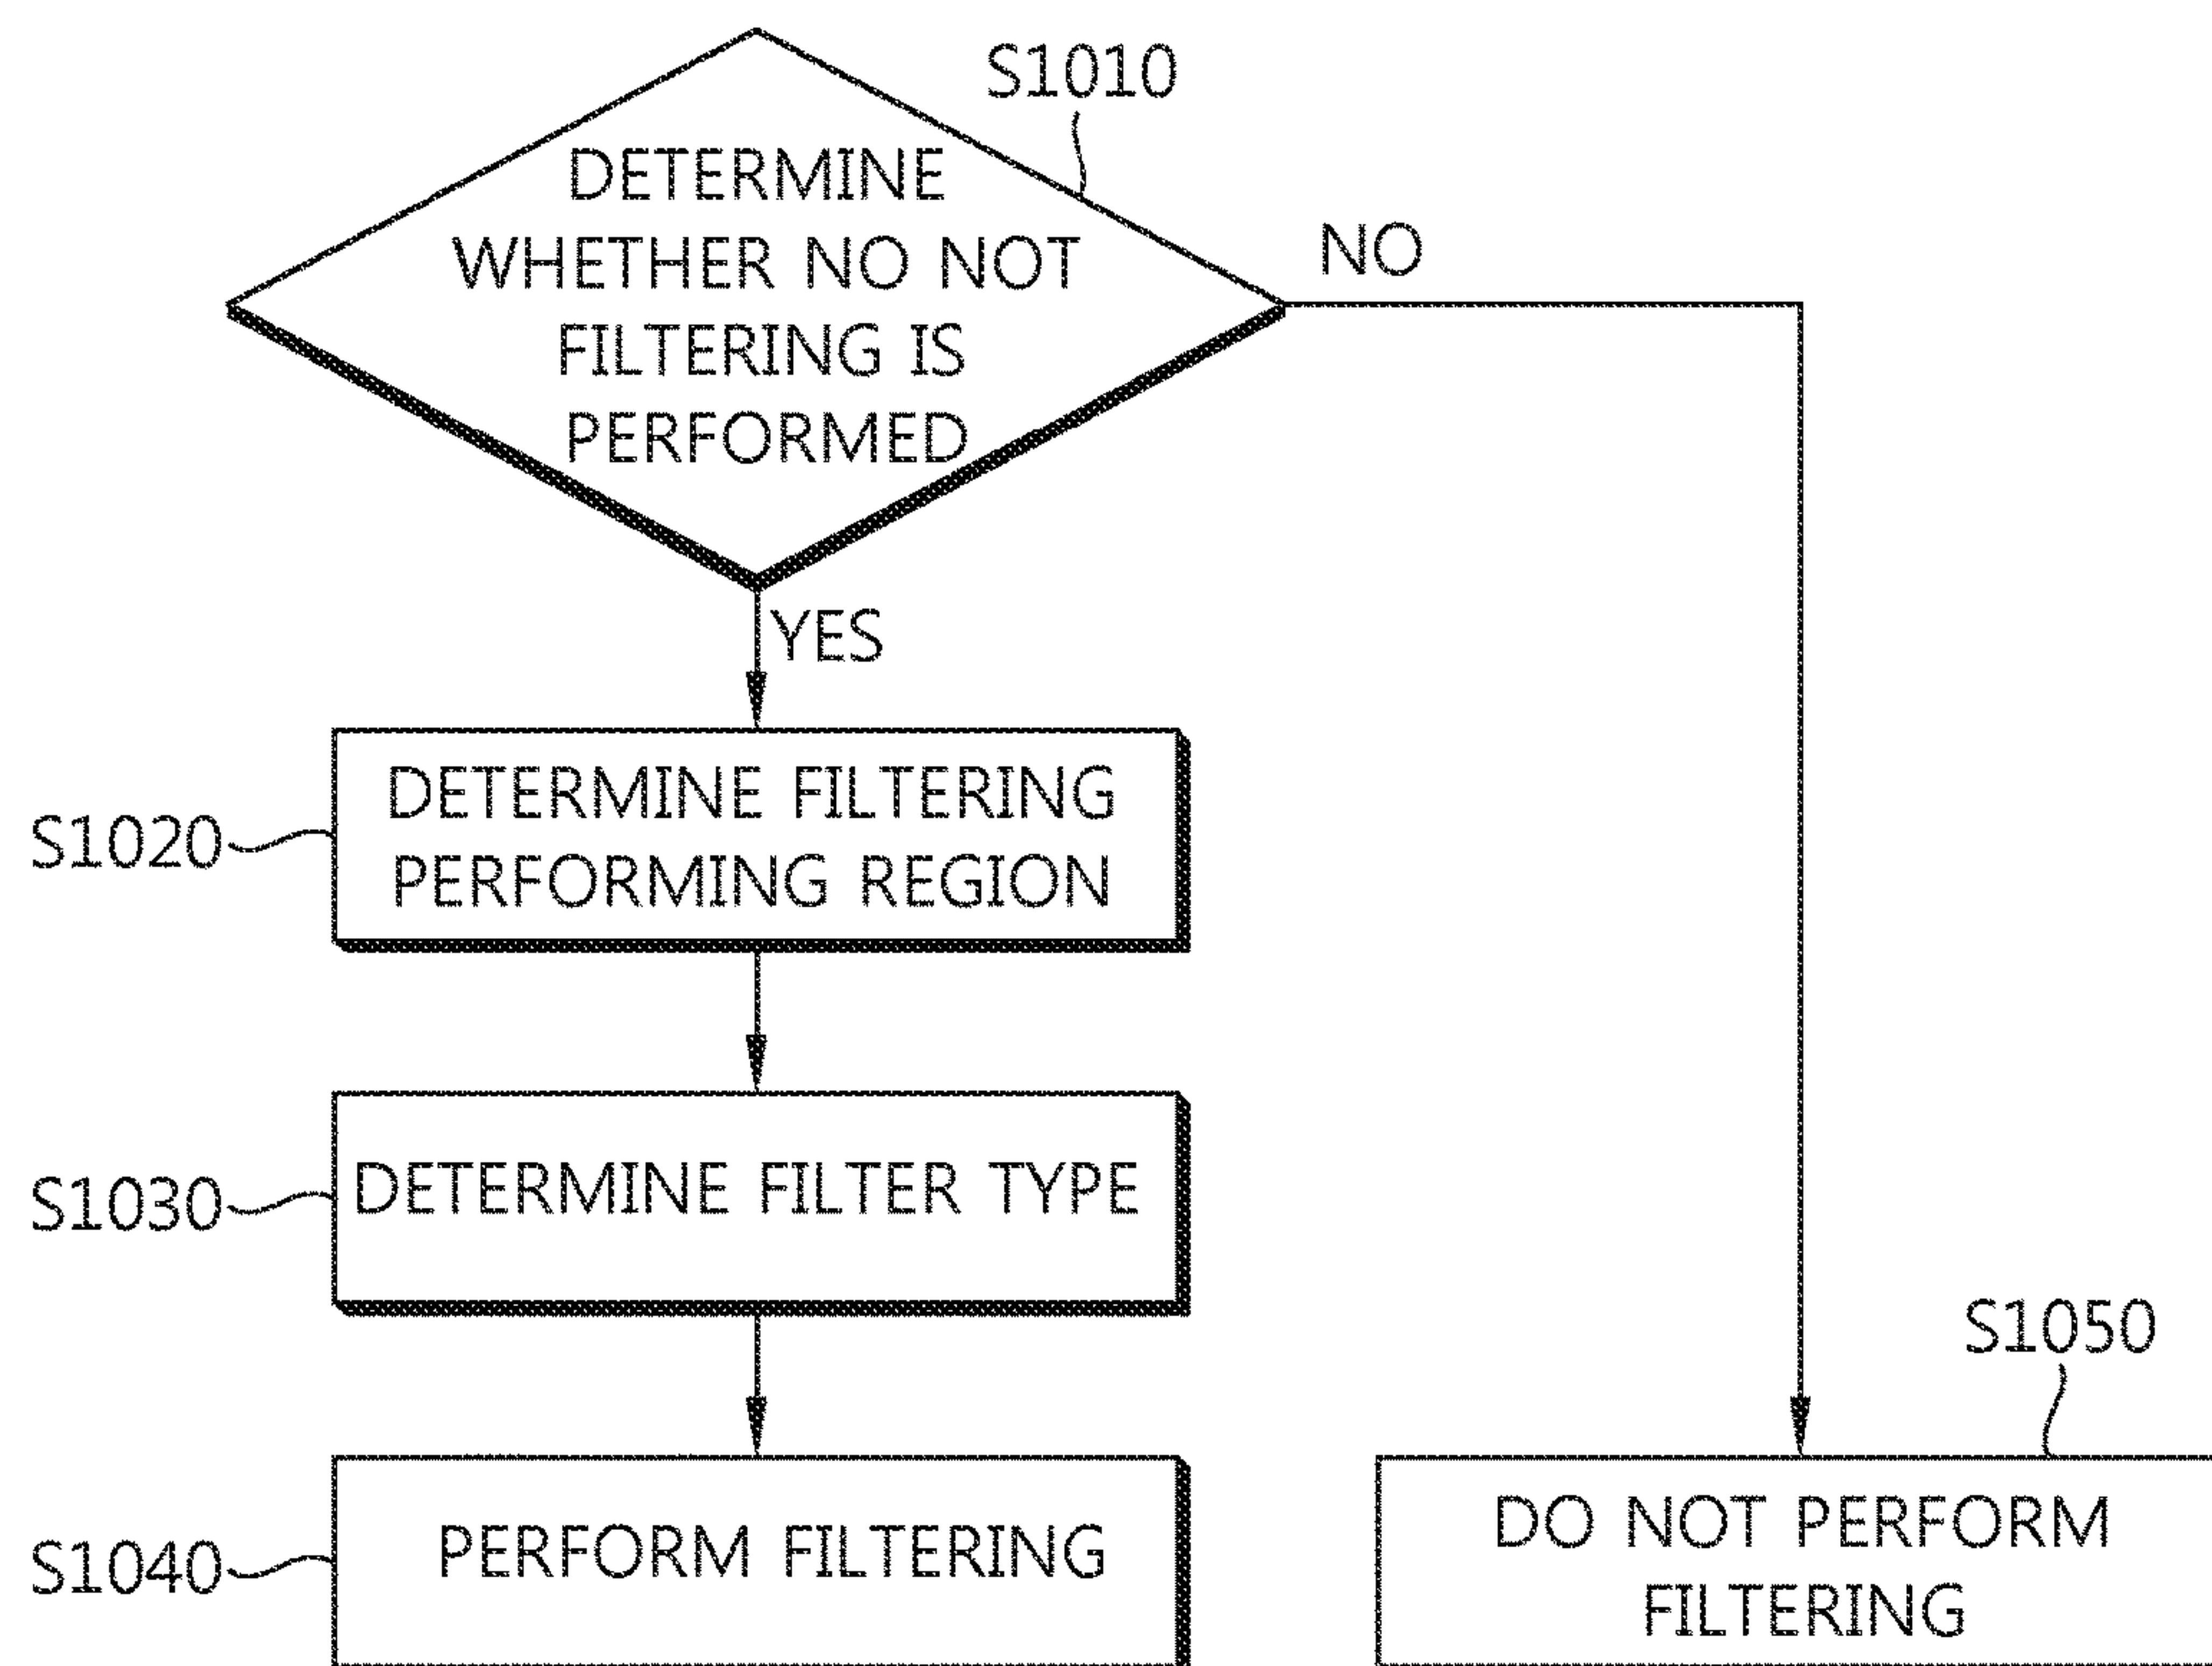 S1010
DETERMINE
WHETHER NO NOT
FILTERING IS
PERFORMED
NO
YES
S1020
DETERMINE FILTERING
PERFORMING REGION
S1030
DETERMINE FILTER TYPE
S1040
PERFORM FILTERING
S1050
DO NOT PERFORM
FILTERING